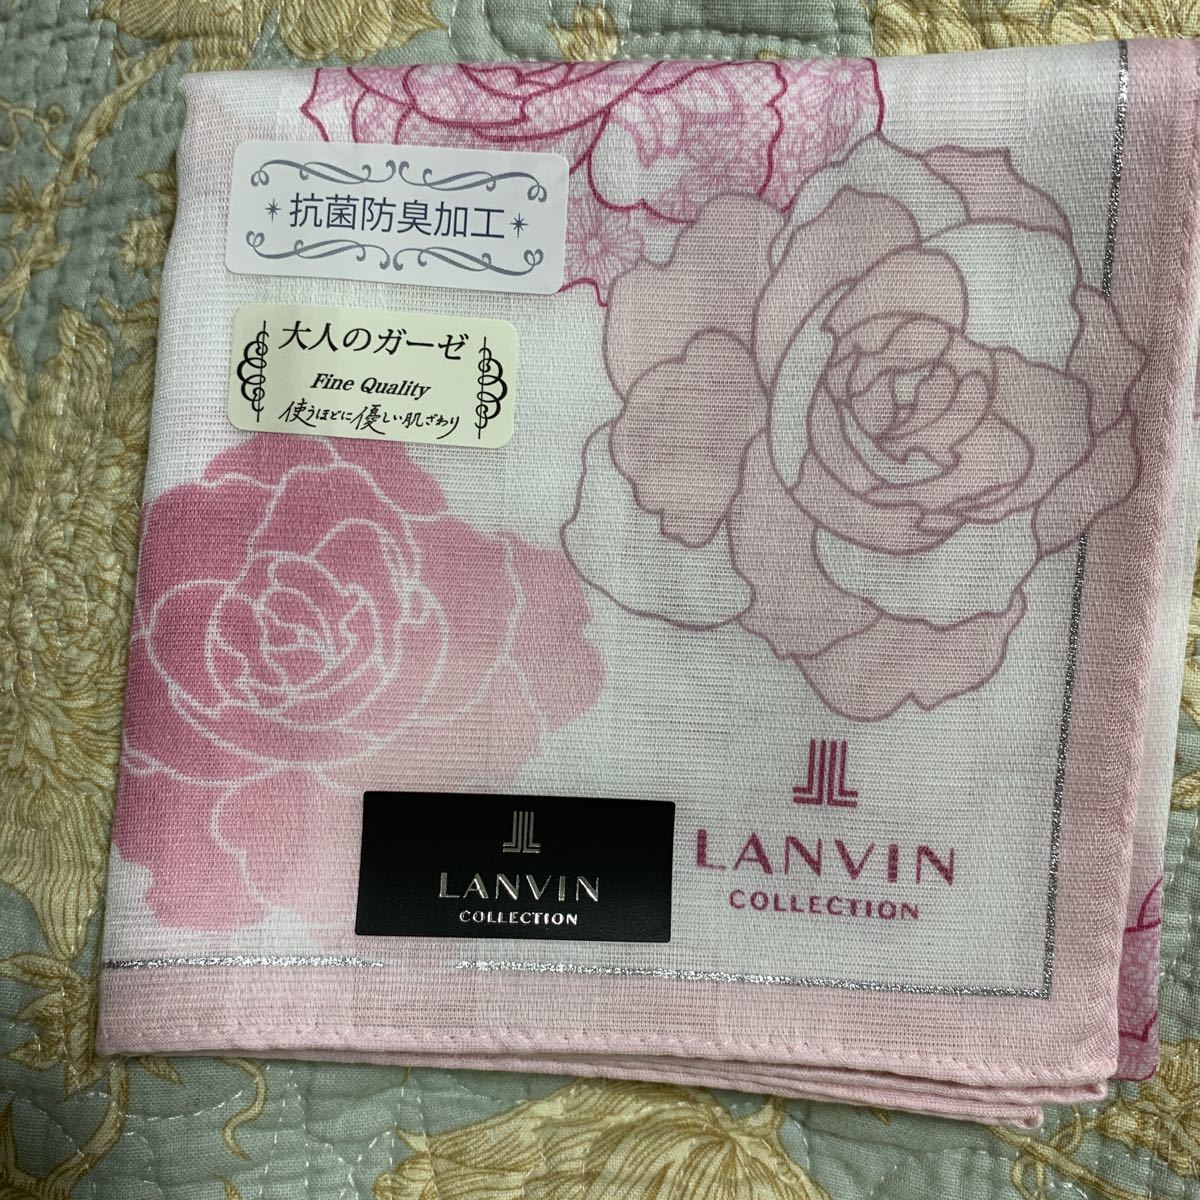 抗菌防臭加工
大人のガーゼ
Fine Quality
使うほどに優しい肌ざわり
LANVIN
COLLECTION
LANVIN
COLLECTION